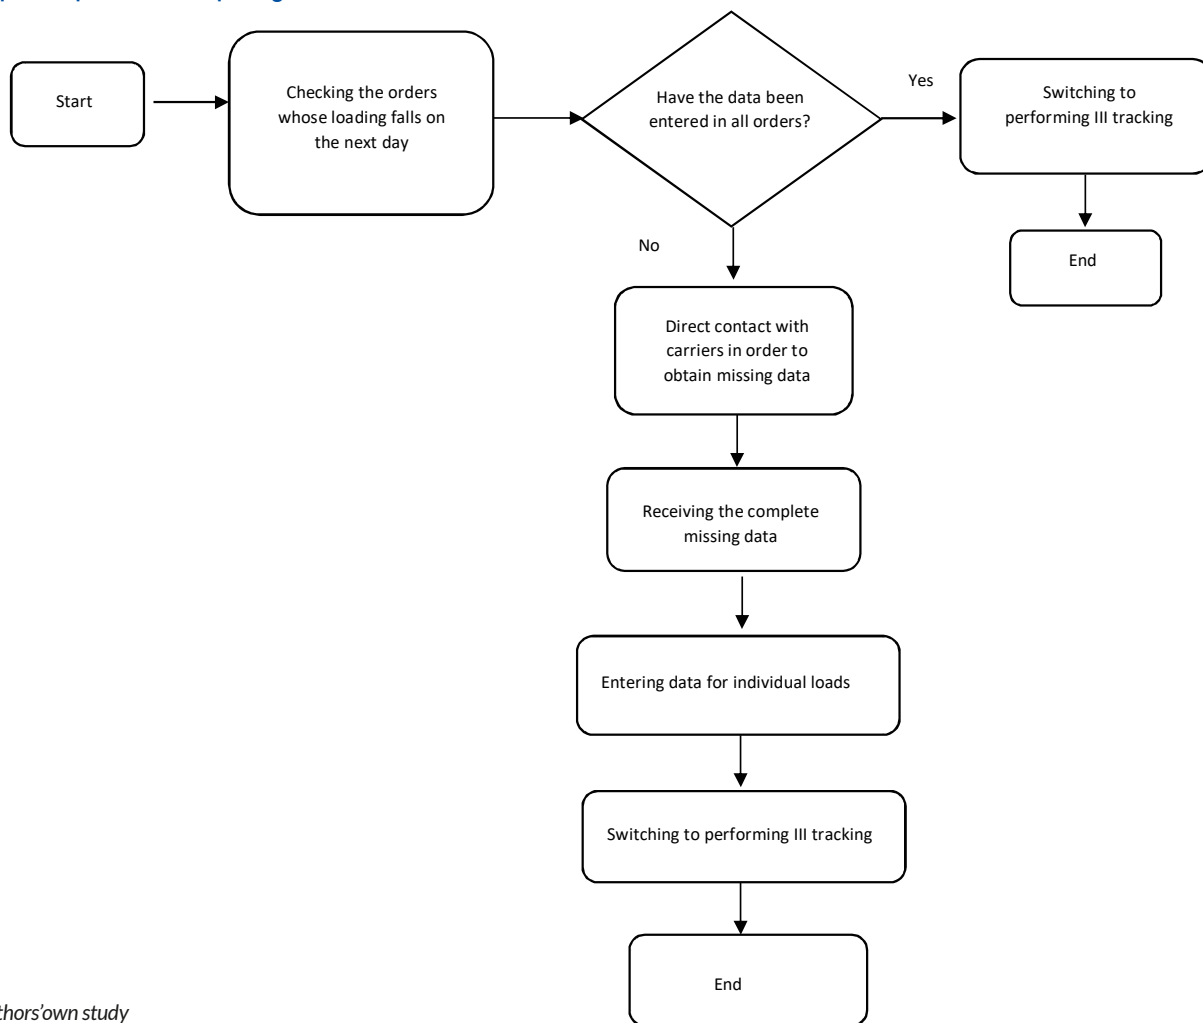 Start
Checking the orders
whose loading falls on
the next day
Have the data been
entered in all orders?
Yes
Switching to
performing III tracking
End
No
Direct contact with
carriers in order to
obtain missing data
Receiving the complete
missing data
Entering data for individual loads
Switching to performing III tracking
End
thors'own study